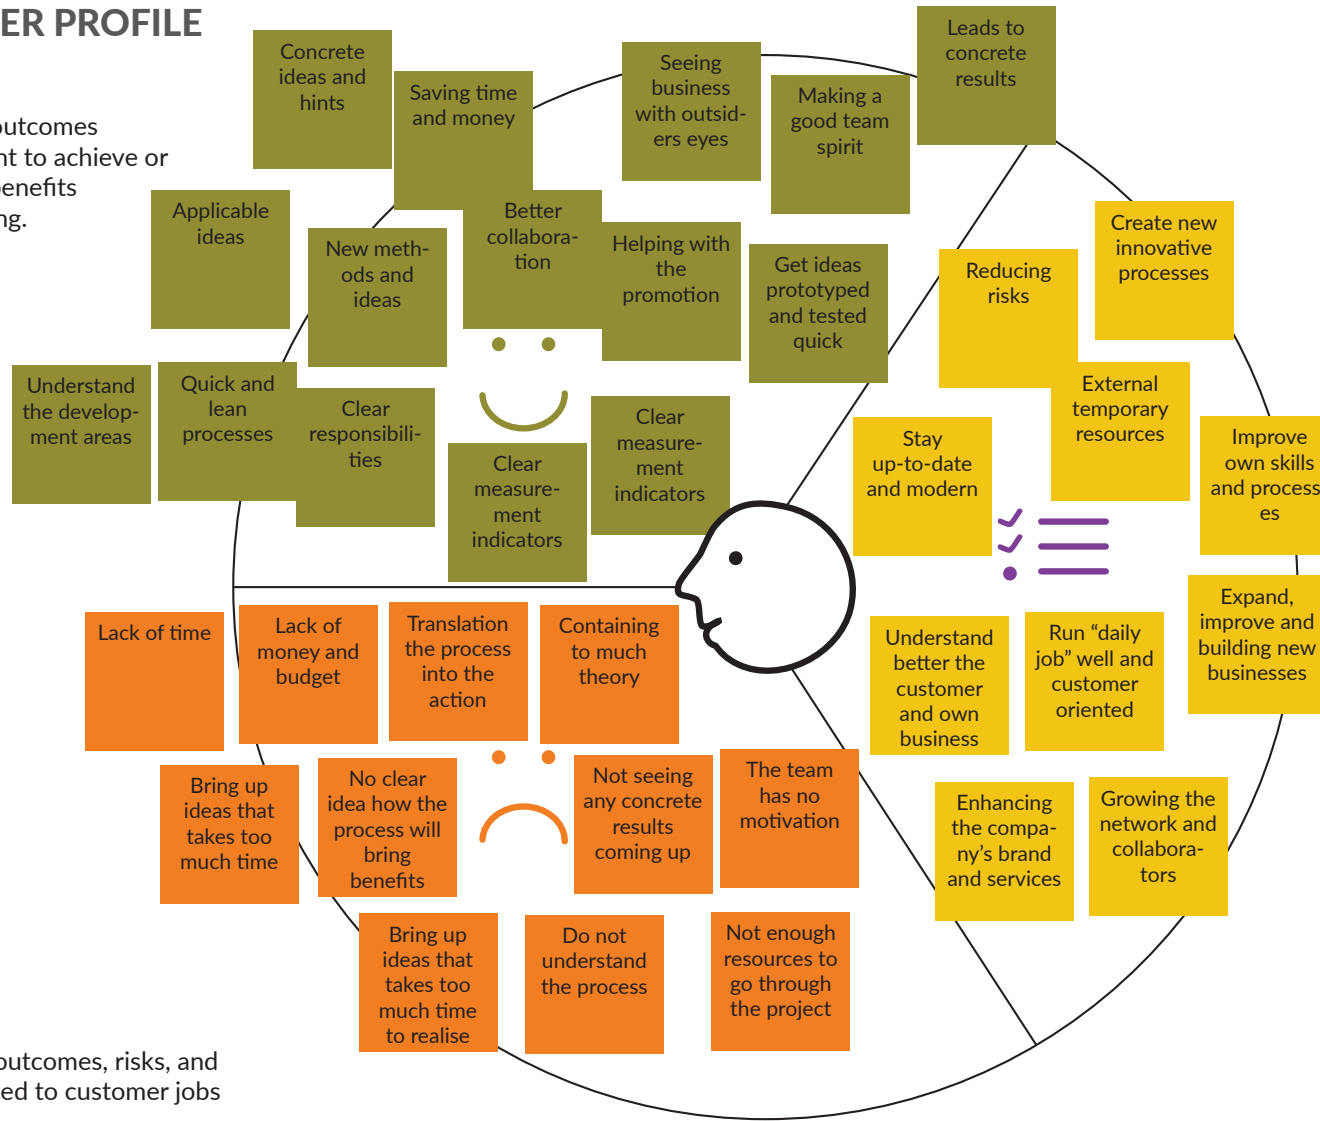 ER PROFILE
outcomes
nt to achieve or
benefits
ng.
Concrete
ideas and
hints
Saving time
and money
Seeing
business
with outsid-
ers eyes
Making a
good team
spirit
Leads to
concrete
results
Applicable
ideas
New meth-
ods and
ideas
Better
collabora-
tion
Helping with
the
promotion
Get ideas
prototyped
and tested
quick
Understand
the develop-
ment areas
Quick and
lean
processes
Clear
responsibili-
ties
Clear
measure-
ment
indicators
Clear
measure-
ment
indicators
Reducing
risks
Create new
innovative
processes
External
temporary
resources
Stay
up-to-date
and modern
Improve
own skills
and process
es
Understand
better the
customer
and own
business
Run “daily
job” well and
customer
oriented
Expand,
improve and
building new
businesses
Enhancing
the compa-
ny’s brand
and services
Growing the
network and
collabora-
tors
Lack of time
Lack of
money and
budget
Translation
the process
into the
action
Containing
to much
theory
Bring up
ideas that
takes too
much time
No clear
idea how the
process will
bring
benefits
Not seeing
any concrete
results
coming up
The team
has no
motivation
Bring up
ideas that
takes too
much time
to realise
Do not
understand
the process
Not enough
resources to
go through
the project
outcomes, risks, and
ted to customer jobs